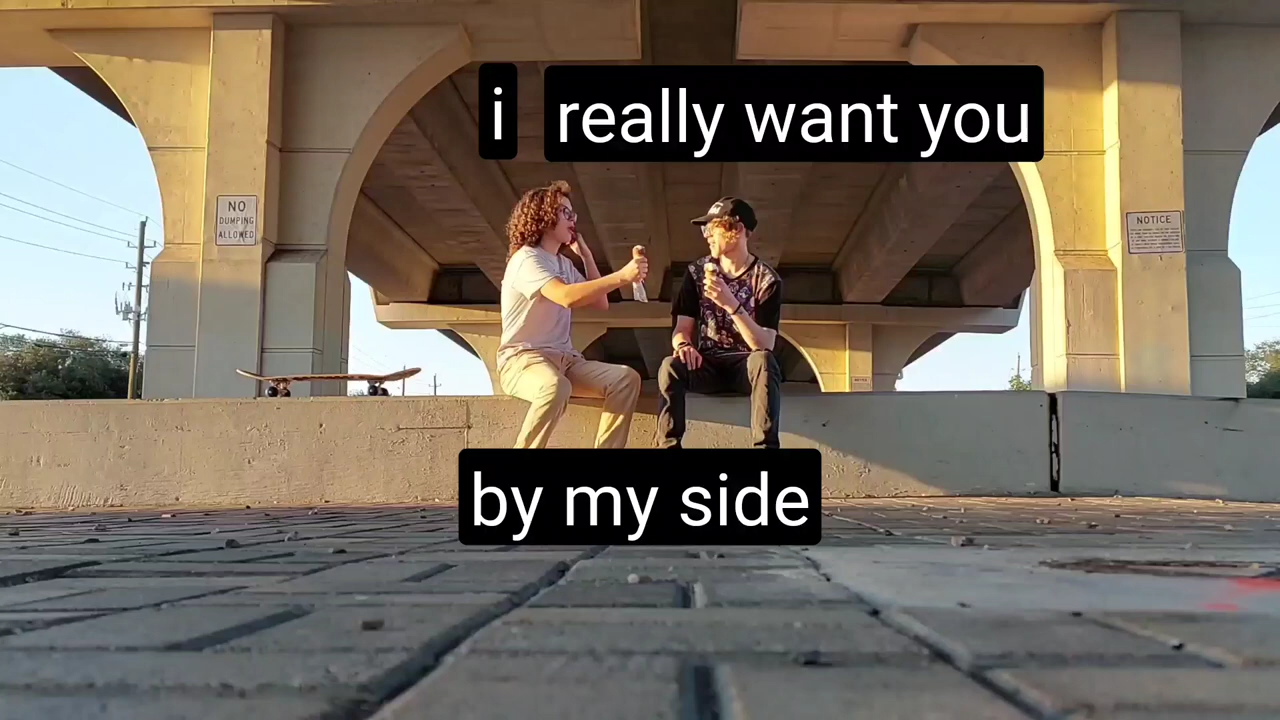 i really want you
NO
DUMPING
ALLOWED
NOTICE
by my side